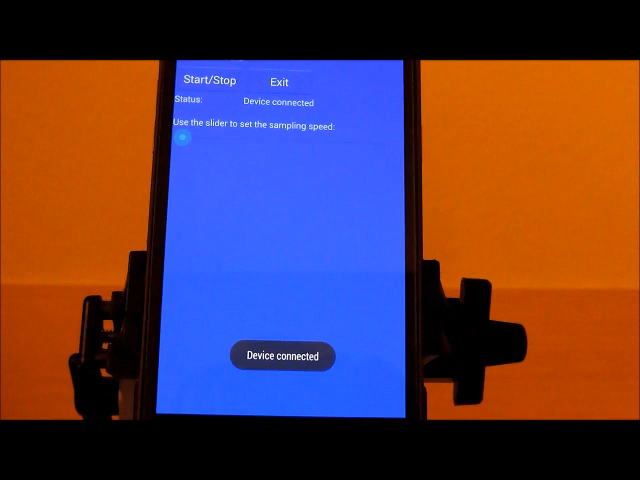 Start/Stop Exit
Status: Device connected
Use the slider to set the sampling speed:
Device connected